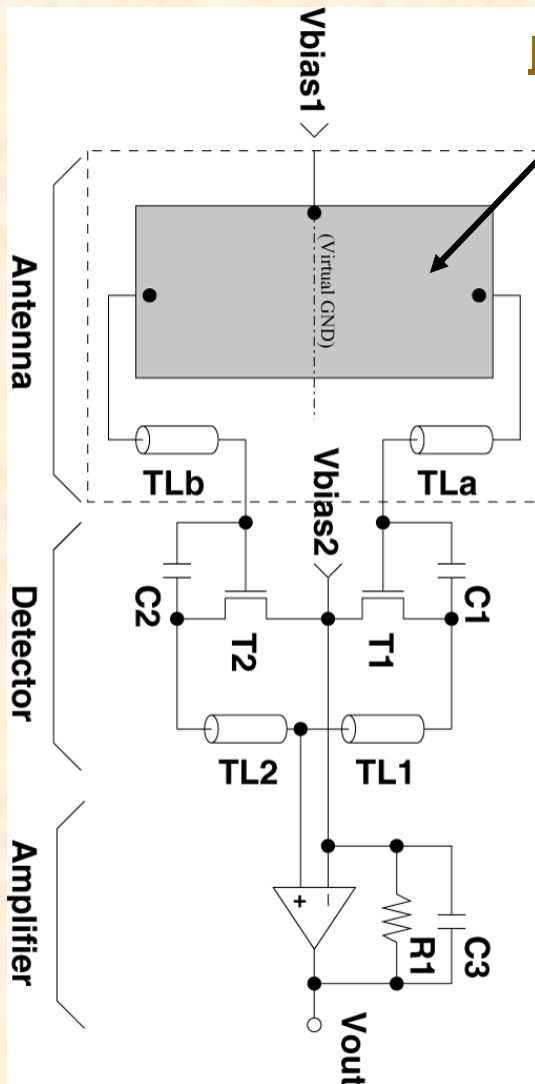 Vbias1
(Virtual GND)
Antenna
TLb
TLa
Vbias2
C2
C1
T2
T1
Detector
TL2
TL1
+
−
R1
C3
Amplifier
Vout